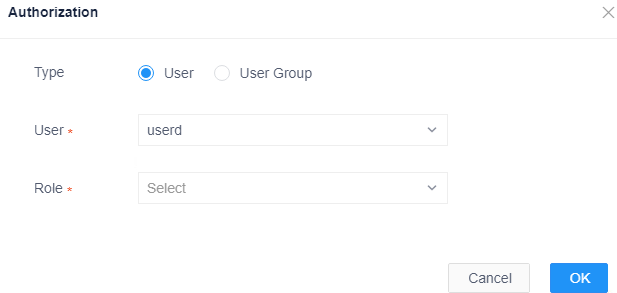 Authorization
Type User User Group
User * userd
Role * Select
Cancel OK